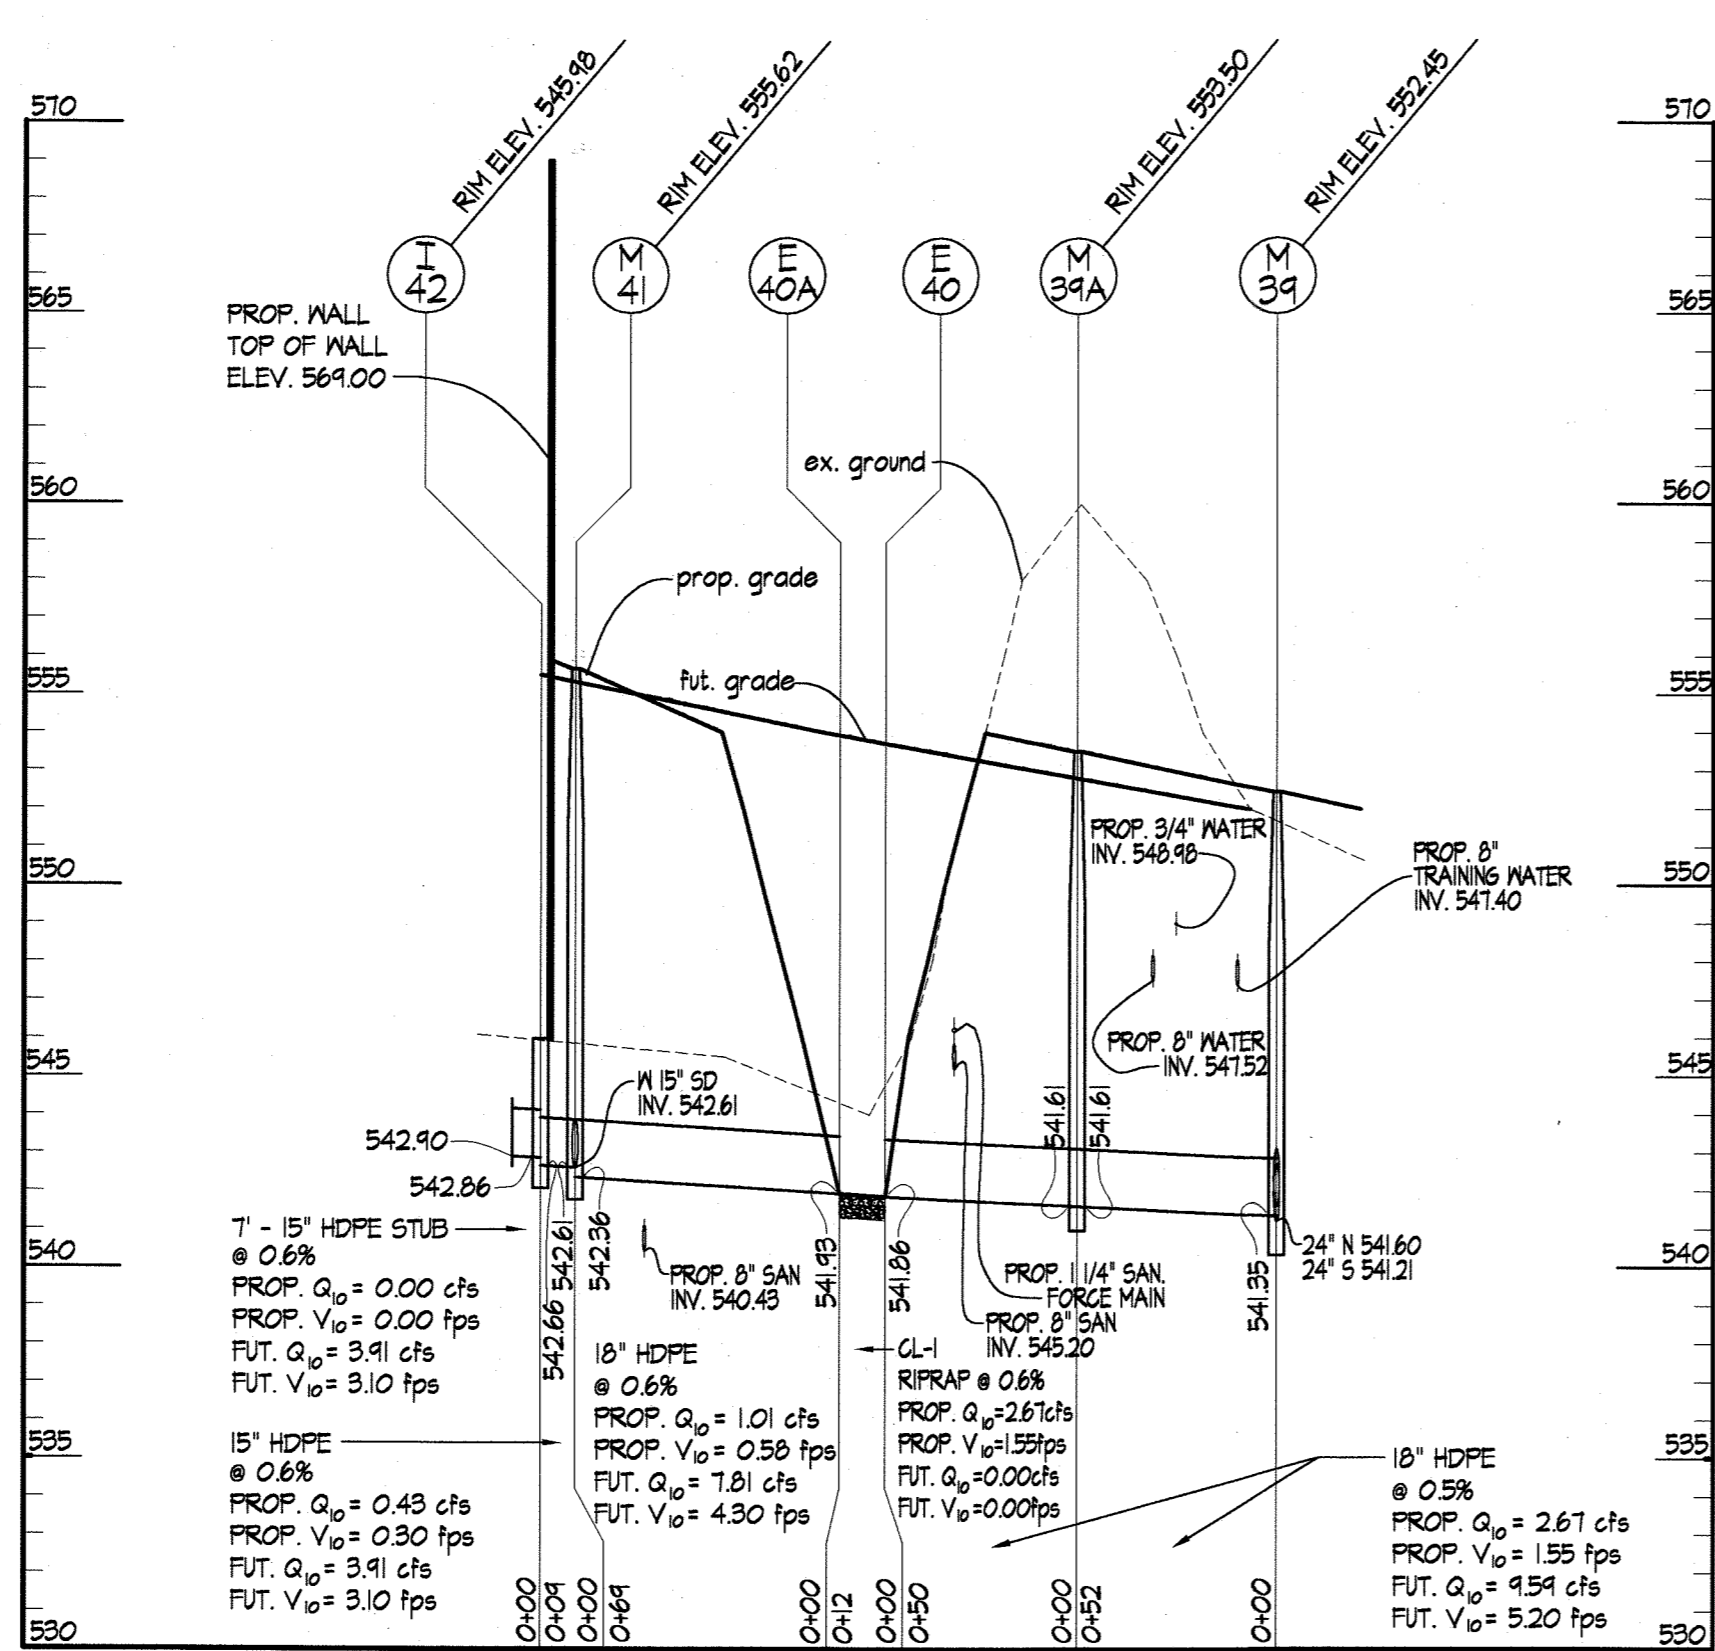 RIM ELEV. 545.98
RIM ELEV. 555.62
RIM ELEV. 553.50
RIM ELEV. 552.45
570
570
I
42
M
41
E
40A
E
40
M
39A
M
39
565
565
PROP. WALL
TOP OF WALL
ELEV. 569.00
ex. ground
560
560
prop. grade
fut. grade
555
555
PROP. 3/4" WATER
INV. 548.98
PROP. 8"
TRAINING WATER
INV. 547.40
550
550
PROP. 8" WATER
INV. 547.52
545
545
W 15" SD
INV. 542.61
541.61
541.61
542.90
542.86
542.66
542.61
542.36
541.93
541.86
541.35
24" N 541.60
24" S 541.21
540
540
PROP. 8" SAN
INV. 540.43
PROP. 1 1/4" SAN.
FORCE MAIN
PROP. 8" SAN
INV. 545.20
7' - 15" HDPE STUB
@ 0.6%
PROP. Q10 = 0.00 cfs
PROP. V10 = 0.00 fps
FUT. Q10 = 3.91 cfs
FUT. V10 = 3.10 fps
15" HDPE
@ 0.6%
PROP. Q10 = 0.43 cfs
PROP. V10 = 0.30 fps
FUT. Q10 = 3.91 cfs
FUT. V10 = 3.10 fps
18" HDPE
@ 0.6%
PROP. Q10 = 1.01 cfs
PROP. V10 = 0.58 fps
FUT. Q10 = 7.81 cfs
FUT. V10 = 4.30 fps
CL-1
RIPRAP @ 0.6%
PROP. Q10=2.67cfs
PROP. V10=1.55fps
FUT. Q10=0.00cfs
FUT. V10=0.00fps
18" HDPE
@ 0.5%
PROP. Q10 = 2.67 cfs
PROP. V10 = 1.55 fps
FUT. Q10 = 9.59 cfs
FUT. V10 = 5.20 fps
535
535
530
530
0+00
0+09
0+00
0+69
0+00
0+12
0+00
0+50
0+00
0+52
0+00